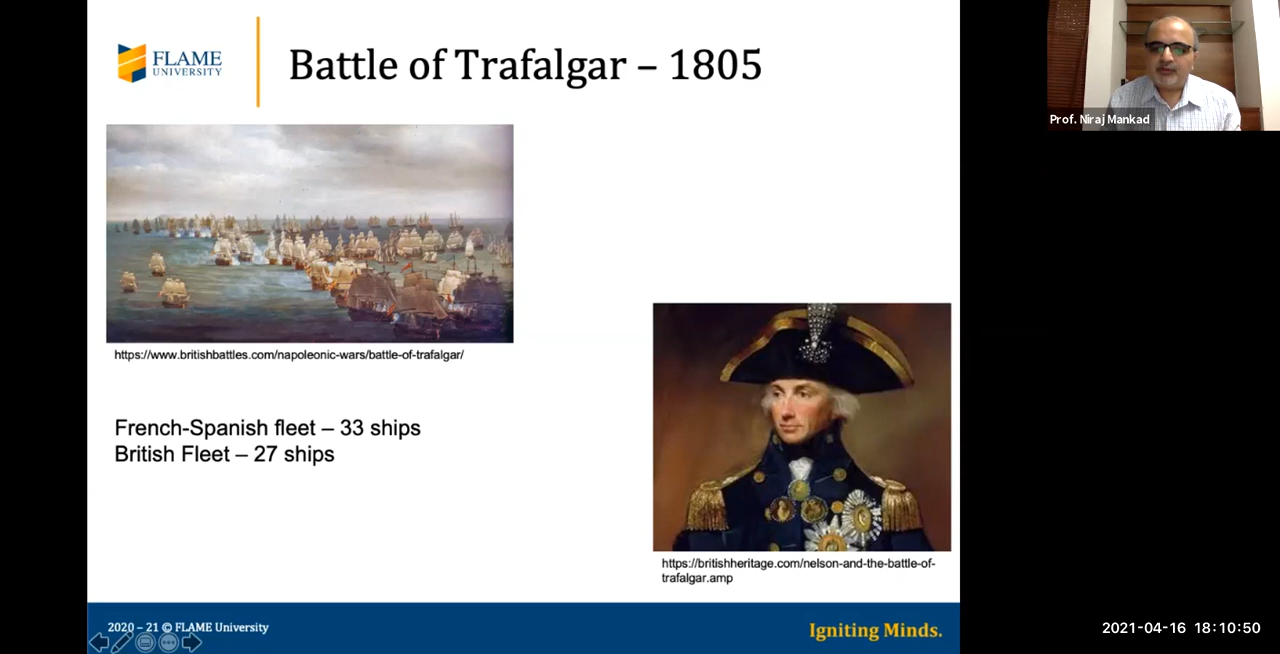 FLAME
UNIVERSITY
Battle of Trafalgar – 1805
Prof. Niraj Mankad
https://www.britishbattles.com/napoleonic-wars/battle-of-trafalgar/
French-Spanish fleet – 33 ships
British Fleet – 27 ships
https://britishheritage.com/nelson-and-the-battle-of-
trafalgar.amp
2020 – 21 © FLAME University
Igniting Minds.
2021-04-16 18:10:50